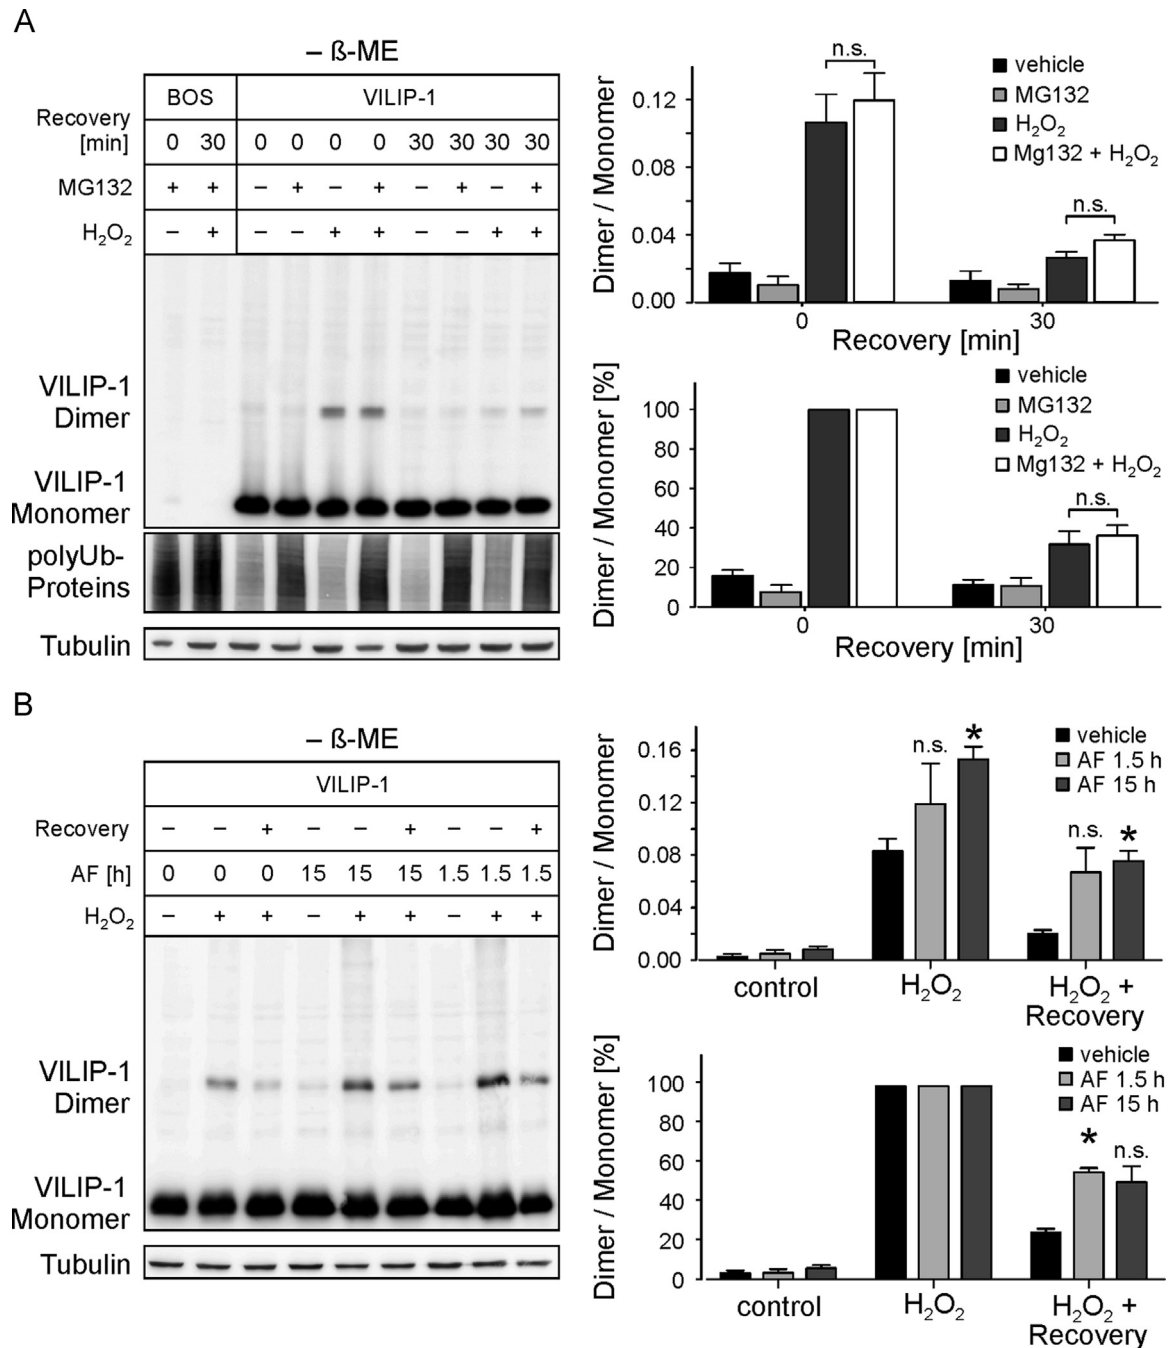 A
– ß-ME
BOS VILIP-1
Recovery [min] 0 30 0 0 0 0 30 30 30 30
MG132 + + – + – + – + – +
H₂O₂ – + – – + + – – + +
VILIP-1
Dimer
VILIP-1
Monomer
polyUb-
Proteins
Tubulin
Dimer / Monomer
0.12
0.08
0.04
0.00
n.s.
n.s.
vehicle
MG132
H₂O₂
Mg132 + H₂O₂
0 30
Recovery [min]
Dimer / Monomer [%]
100
80
60
40
20
0
n.s.
vehicle
MG132
H₂O₂
Mg132 + H₂O₂
0 30
Recovery [min]
B
– ß-ME
VILIP-1
Recovery – – + – – + – – +
AF [h] 0 0 0 15 15 15 1.5 1.5 1.5
H₂O₂ – + + – + + – + +
VILIP-1
Dimer
VILIP-1
Monomer
Tubulin
Dimer / Monomer
0.16
0.12
0.08
0.04
0.00
n.s. *
n.s. *
vehicle
AF 1.5 h
AF 15 h
control H₂O₂ H₂O₂ +
Recovery
Dimer / Monomer [%]
100
80
60
40
20
0
* n.s.
vehicle
AF 1.5 h
AF 15 h
control H₂O₂ H₂O₂ +
Recovery